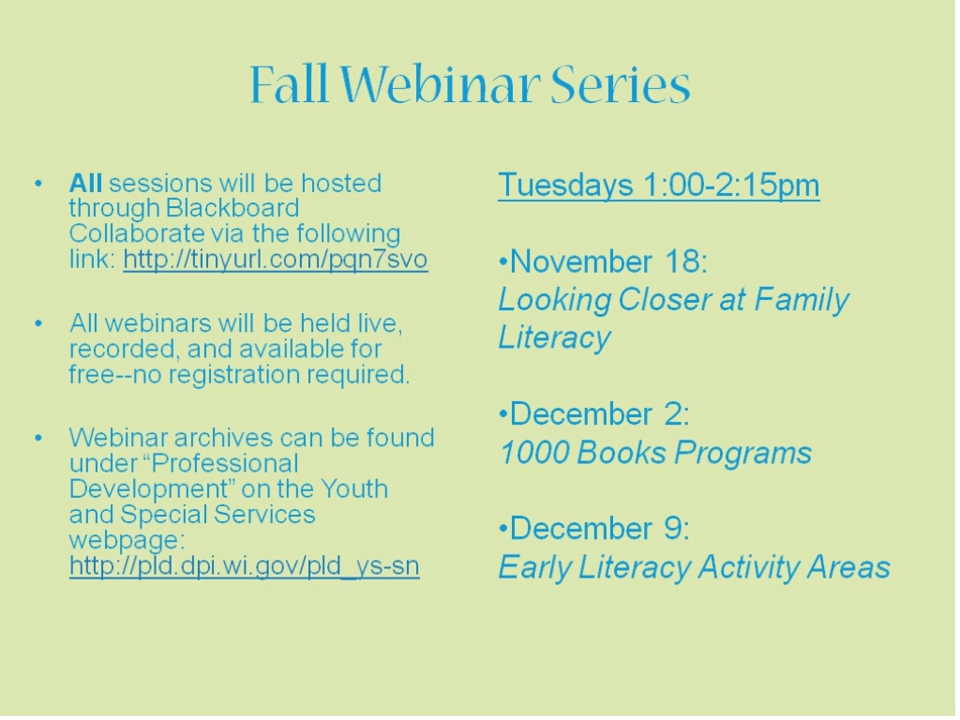 Fall Webinar Series
• All sessions will be hosted
through Blackboard
Collaborate via the following
link: http://tinyurl.com/pqn7svo
• All webinars will be held live,
recorded, and available for
free--no registration required.
• Webinar archives can be found
under “Professional
Development” on the Youth
and Special Services
webpage:
http://pld.dpi.wi.gov/pld_ys-sn
Tuesdays 1:00-2:15pm
•November 18:
Looking Closer at Family
Literacy
•December 2:
1000 Books Programs
•December 9:
Early Literacy Activity Areas